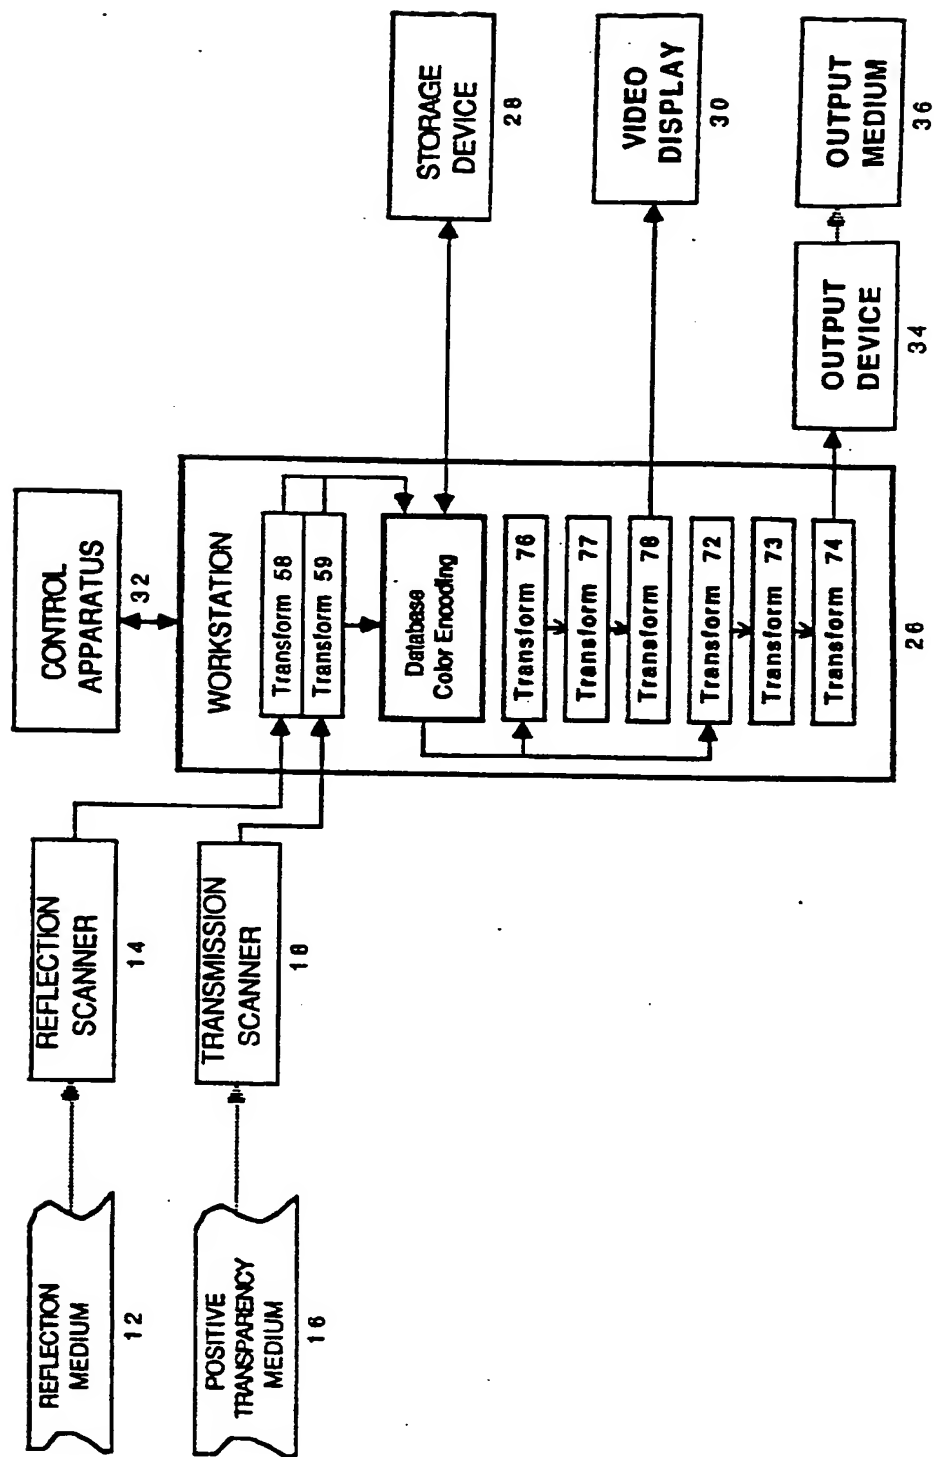 REFLECTION
MEDIUM
12
REFLECTION
SCANNER
14
CONTROL
APPARATUS
32
POSITIVE
TRANSPARENCY
MEDIUM
16
TRANSMISSION
SCANNER
18
WORKSTATION
Transform 58
Transform 59
Database
Color Encoding
Transform 76
Transform 77
Transform 78
Transform 72
Transform 73
Transform 74
26
STORAGE
DEVICE
28
VIDEO
DISPLAY
30
OUTPUT
DEVICE
34
OUTPUT
MEDIUM
36